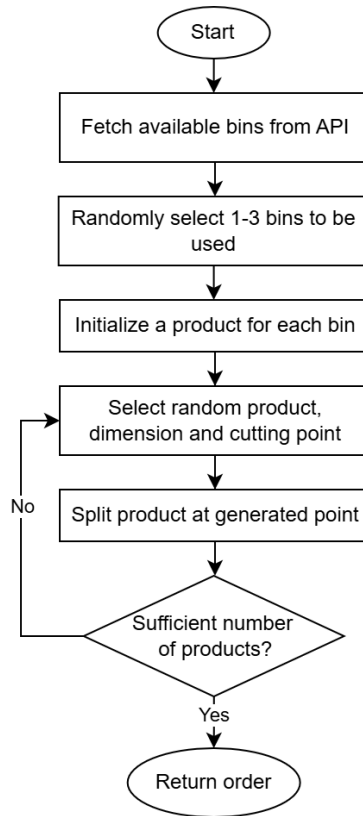 Start
Fetch available bins from API
Randomly select 1-3 bins to be
used
Initialize a product for each bin
Select random product,
dimension and cutting point
Split product at generated point
Sufficient number
of products?
No
Yes
Return order